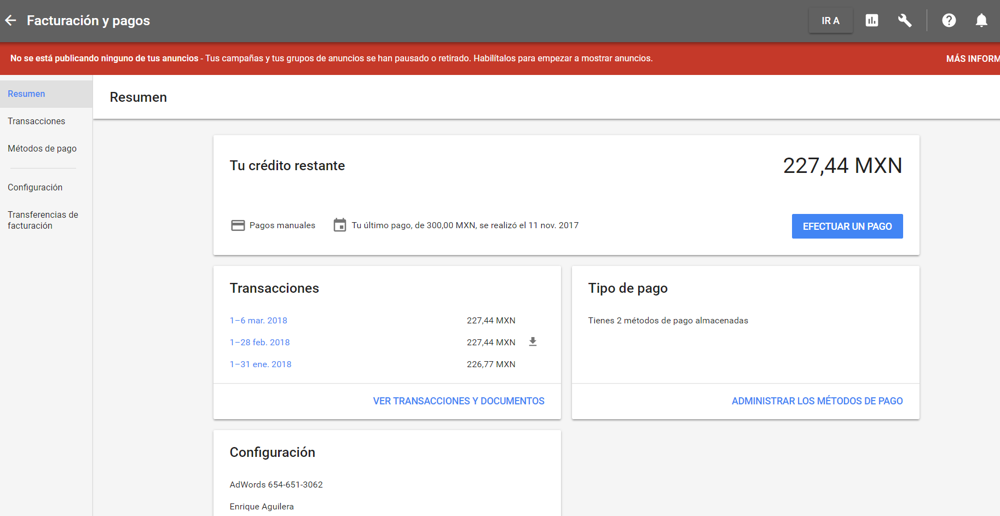 Facturación y pagos
IR A
No se está publicando ninguno de tus anuncios - Tus campañas y tus grupos de anuncios se han pausado o retirado. Habilítalos para empezar a mostrar anuncios.
MÁS INFORM
Resumen
Transacciones
Métodos de pago
Configuración
Transferencias de
facturación
Resumen
Tu crédito restante
227,44 MXN
Pagos manuales
Tu último pago, de 300,00 MXN, se realizó el 11 nov. 2017
EFECTUAR UN PAGO
Transacciones
1–6 mar. 2018 227,44 MXN
1–28 feb. 2018 227,44 MXN
1–31 ene. 2018 226,77 MXN
VER TRANSACCIONES Y DOCUMENTOS
Tipo de pago
Tienes 2 métodos de pago almacenadas
ADMINISTRAR LOS MÉTODOS DE PAGO
Configuración
AdWords 654-651-3062
Enrique Aguilera